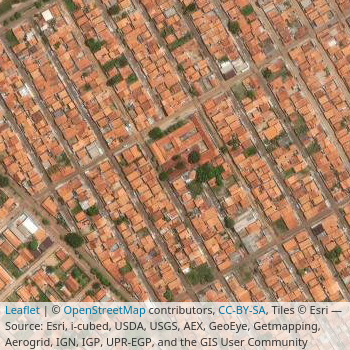 Leaflet | © OpenStreetMap contributors, CC-BY-SA, Tiles © Esri —
Source: Esri, i-cubed, USDA, USGS, AEX, GeoEye, Getmapping,
Aerogrid, IGN, IGP, UPR-EGP, and the GIS User Community